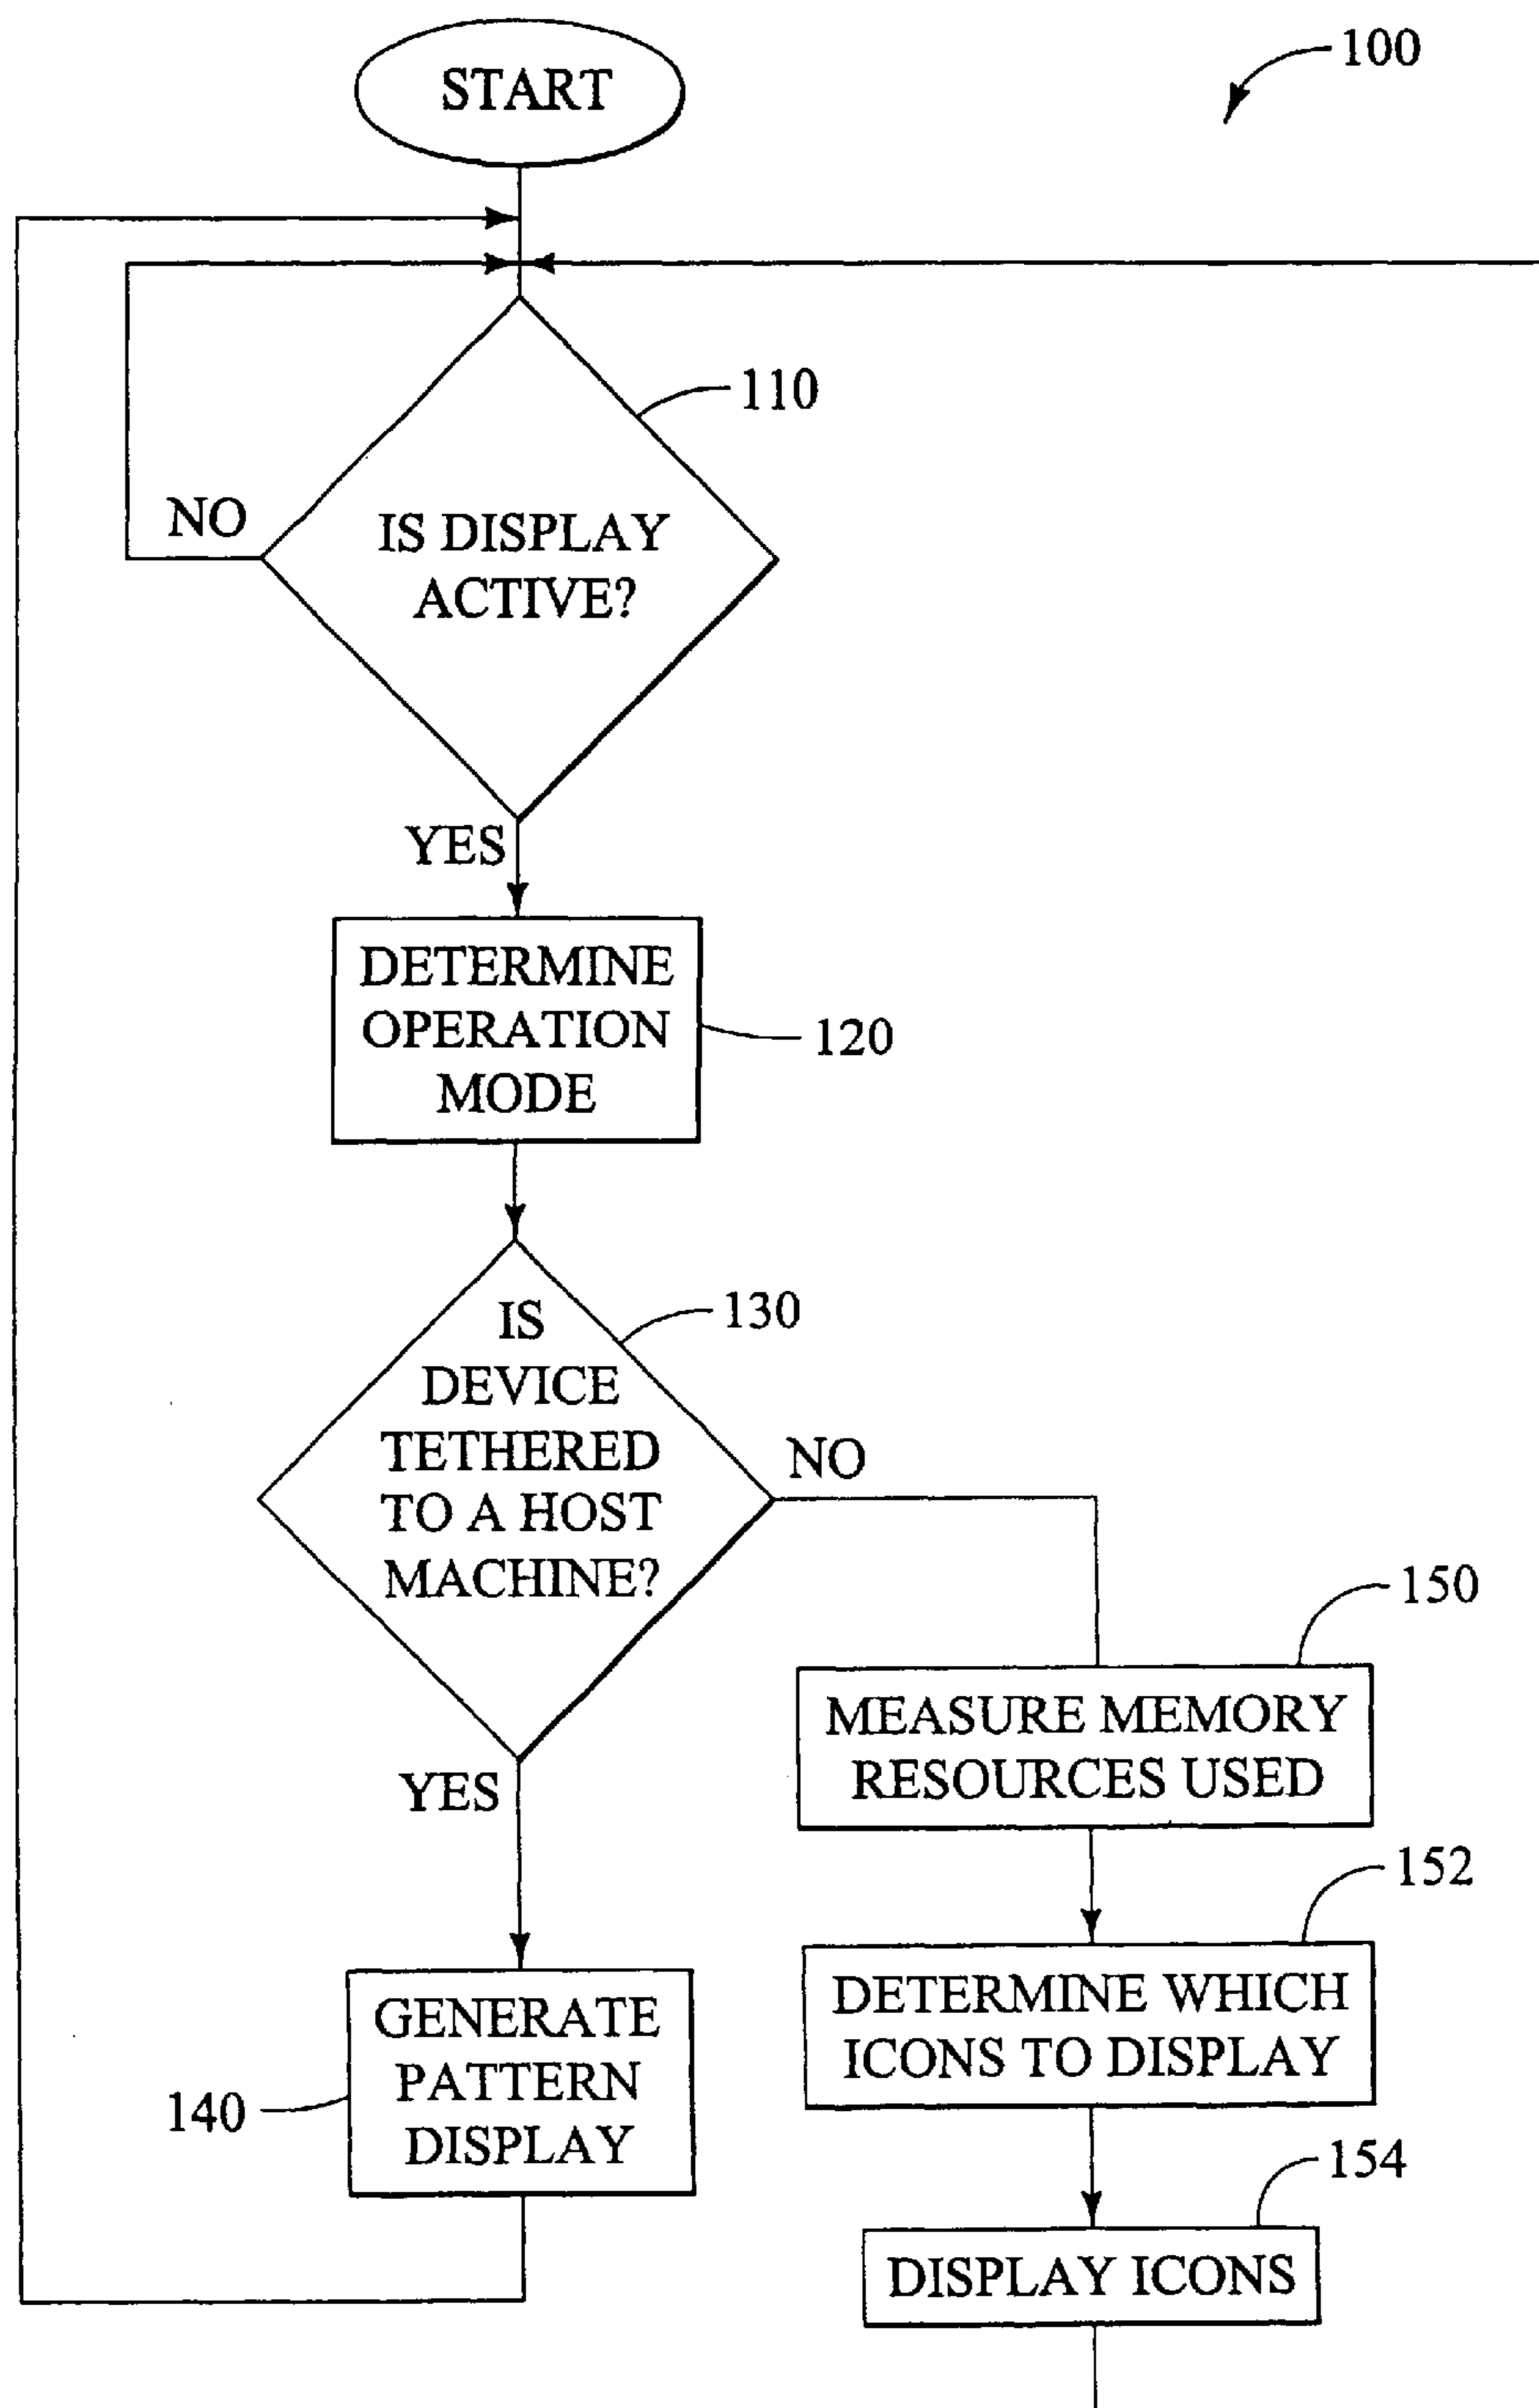 START
100
110
NO
IS DISPLAY
ACTIVE?
YES
DETERMINE
OPERATION
MODE
120
IS
DEVICE
TETHERED
TO A HOST
MACHINE?
130
NO
YES
150
MEASURE MEMORY
RESOURCES USED
152
DETERMINE WHICH
ICONS TO DISPLAY
GENERATE
PATTERN
DISPLAY
140
154
DISPLAY ICONS